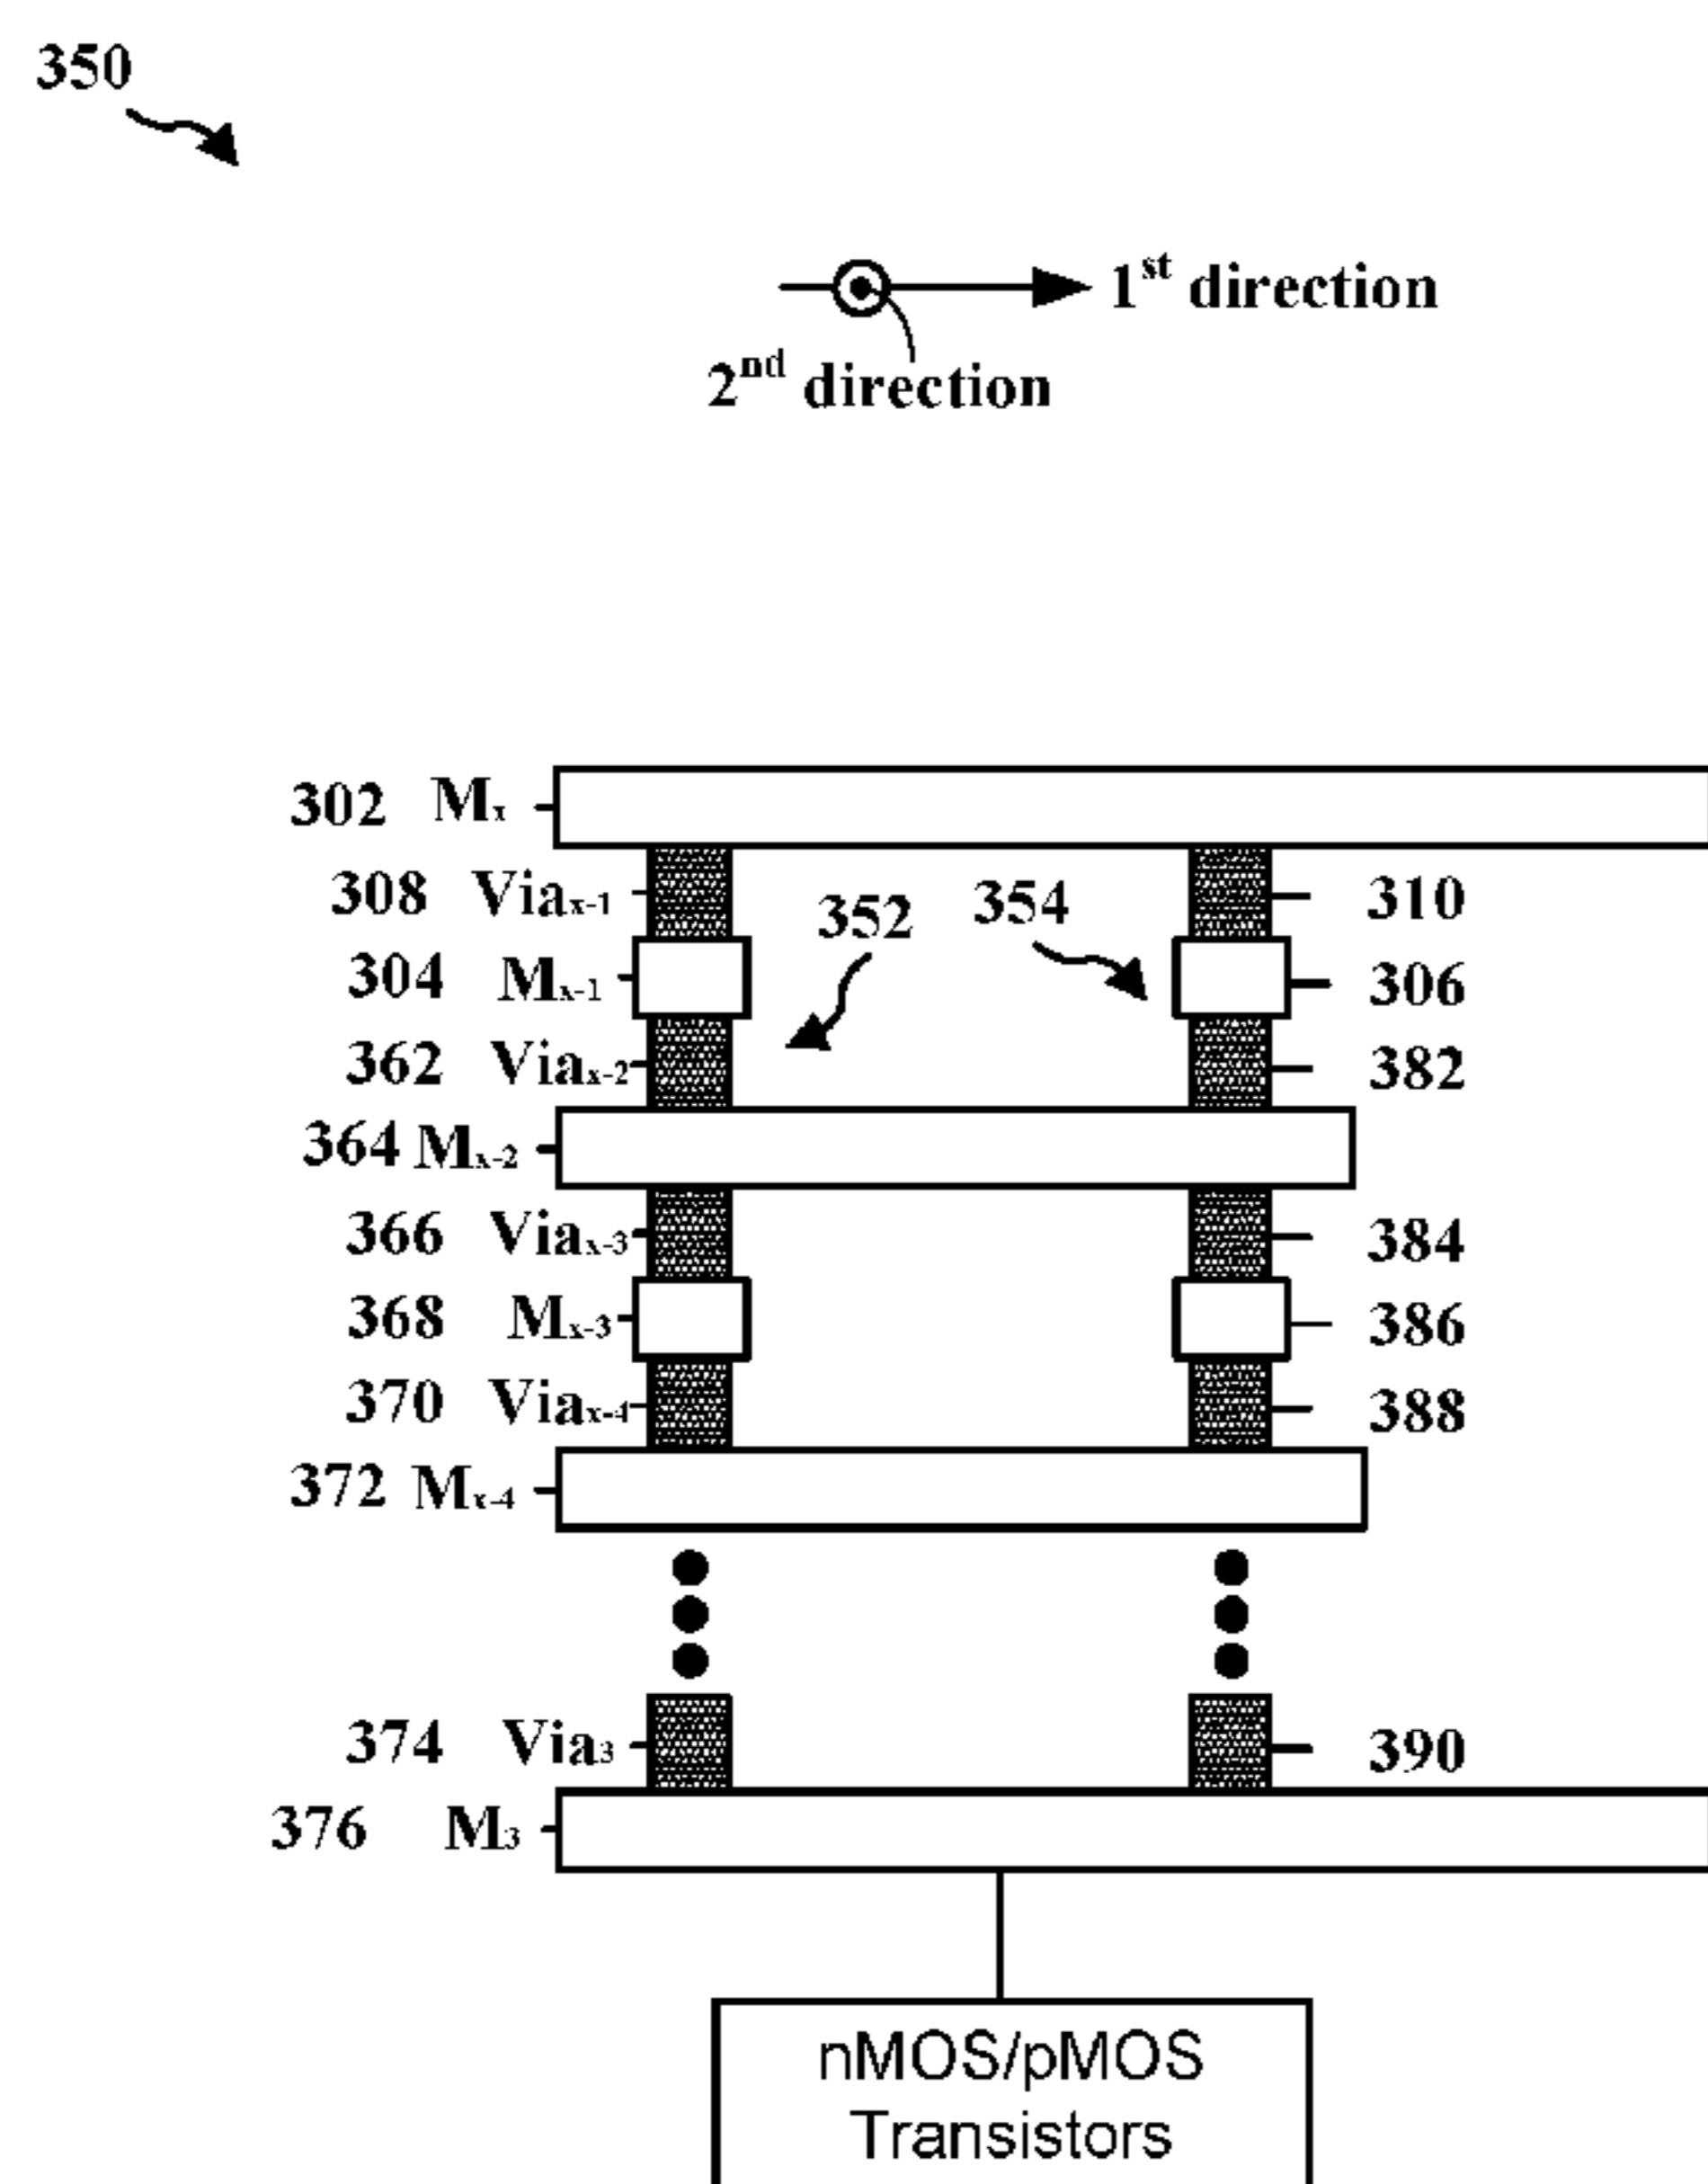 350
1st direction
2nd direction
302 Mx
308 Viax-1 352 354 310
304 Mx-1 306
362 Viax-2 382
364 Mx-2
366 Viax-3 384
368 Mx-3 386
370 Viax-4 388
372 Mx-4
374 Via3 390
376 M3
nMOS/pMOS
Transistors